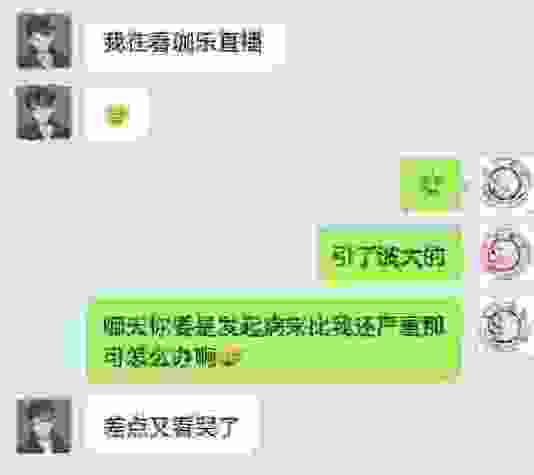 我在看珈乐直播
引了波大的
哪天你要是发起病来比我还严重那
可怎么办啊
差点又看哭了